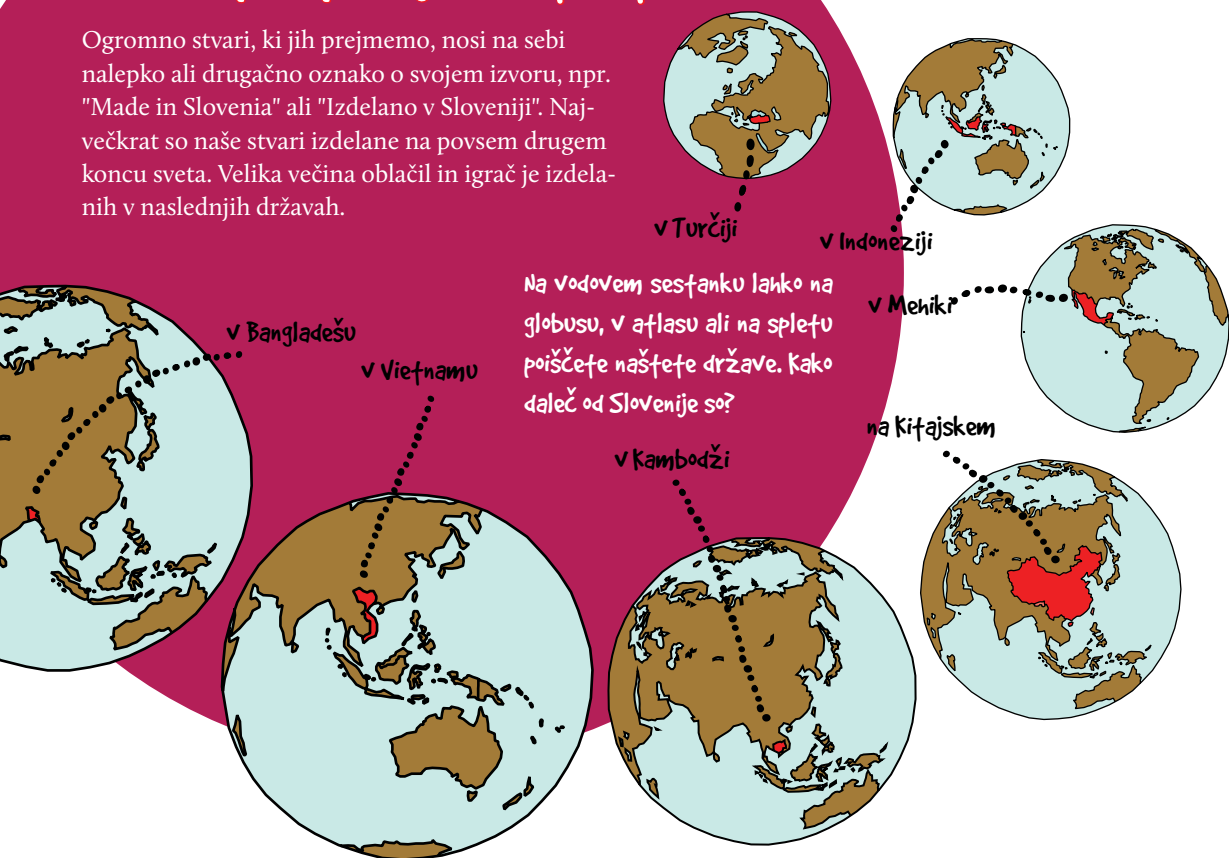 Ogromno stvari, ki jih prejmemo, nosi na sebi
nalepko ali drugačno oznako o svojem izvoru, npr.
"Made in Slovenia" ali "Izdelano v Sloveniji". Naj-
večkrat so naše stvari izdelane na povsem drugem
koncu sveta. Velika večina oblačil in igrač je izdela-
nih v naslednjih državah.
v Turčiji
v Indoneziji
Na vodovem sestanku lahko na
globusu, v atlasu ali na spletu
poiščete naštete države. Kako
daleč od Slovenije so?
v Mehiki
v Bangladešu
v Vietnamu
na Kitajskem
v Kambodži